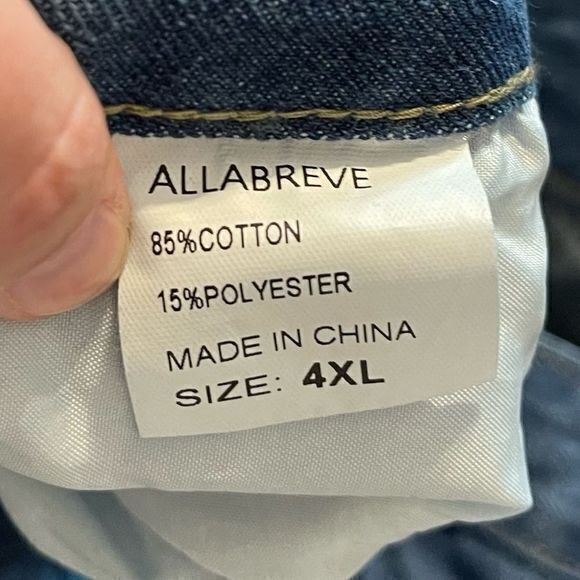 ALLABREVE
85%COTTON
15%POLYESTER
MADE IN CHINA
SIZE: 4XL